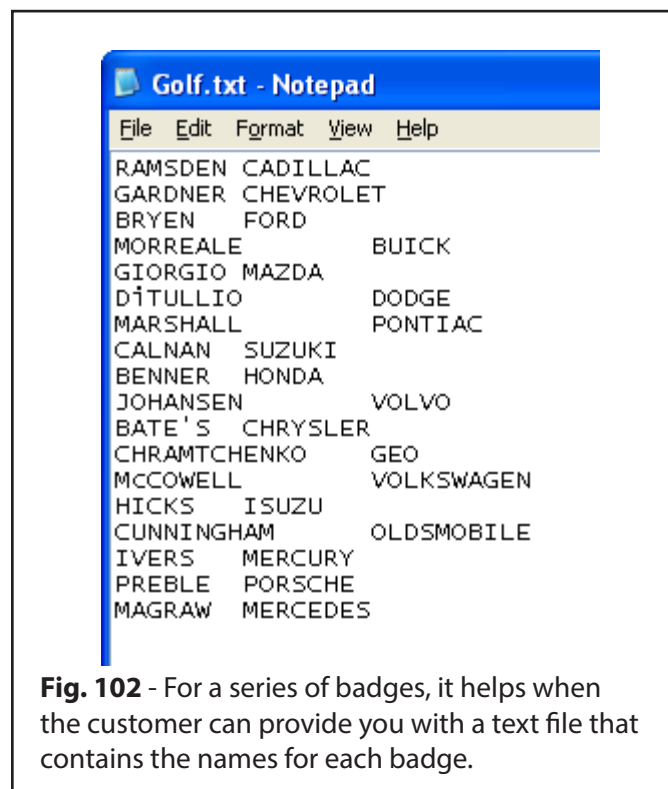 Golf.txt - Notepad
File Edit Format View Help
RAMSDEN CADILLAC
GARDNER CHEVROLET
BRYEN FORD
MORREALE BUICK
GIORGIO MAZDA
DiTULLIO DODGE
MARSHALL PONTIAC
CALNAN SUZUKI
BENNER HONDA
JOHANSEN VOLVO
BATE'S CHRYSLER
CHRAMTCHENKO GEO
McCOWELL VOLKSWAGEN
HICKS ISUZU
CUNNINGHAM OLDSMOBILE
IVERS MERCURY
PREBLE PORSCHE
MAGRAW MERCEDES
Fig. 102 - For a series of badges, it helps when
the customer can provide you with a text file that
contains the names for each badge.